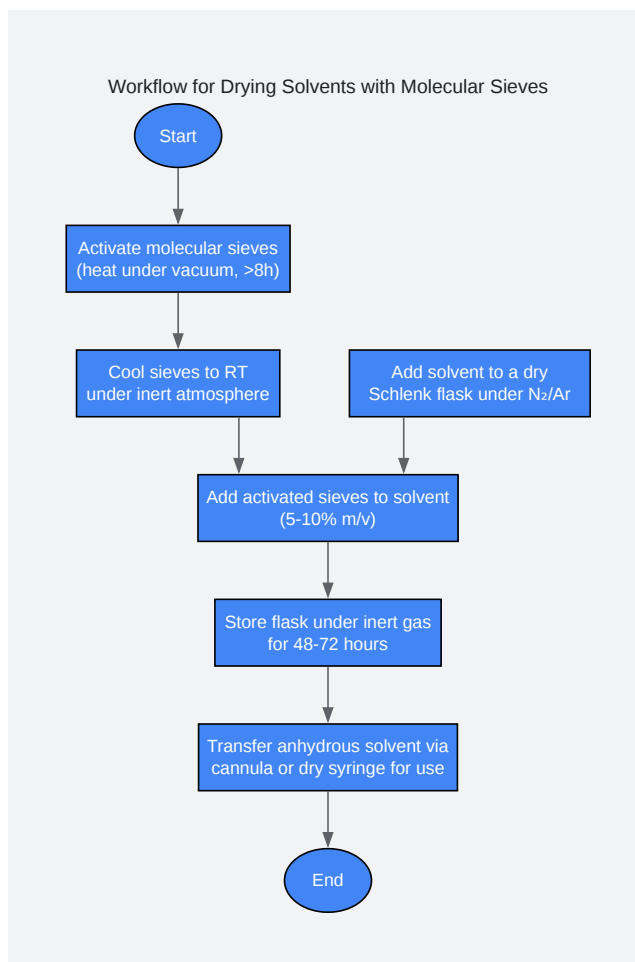 Workflow for Drying Solvents with Molecular Sieves
Start
Activate molecular sieves
(heat under vacuum, >8h)
Cool sieves to RT
under inert atmosphere
Add solvent to a dry
Schlenk flask under N₂/Ar
Add activated sieves to solvent
(5-10% m/v)
Store flask under inert gas
for 48-72 hours
Transfer anhydrous solvent via
cannula or dry syringe for use
End